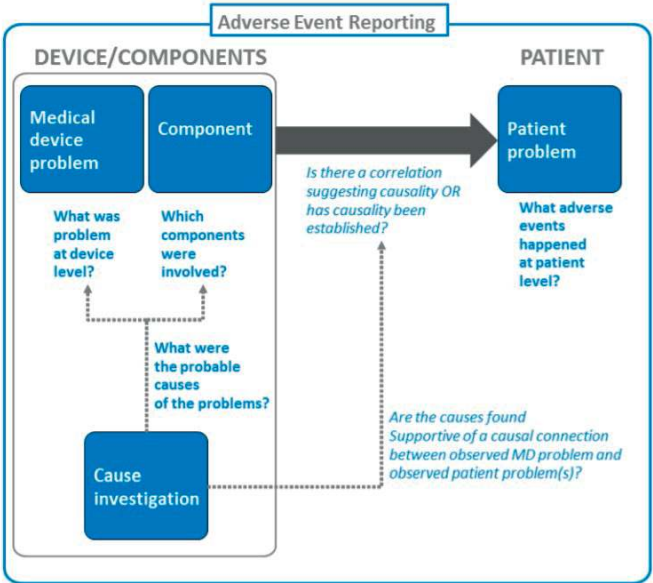 Adverse Event Reporting
DEVICE/COMPONENTS
PATIENT
Medical
device
problem
Component
Patient
problem
Is there a correlation
suggesting causality OR
has causality been
established?
What was
problem
at device
level?
Which
components
were
involved?
What adverse
events
happened
at patient
level?
What were
the probable
causes
of the problems?
Are the causes found
Supportive of a causal connection
between observed MD problem and
observed patient problem(s)?
Cause
investigation